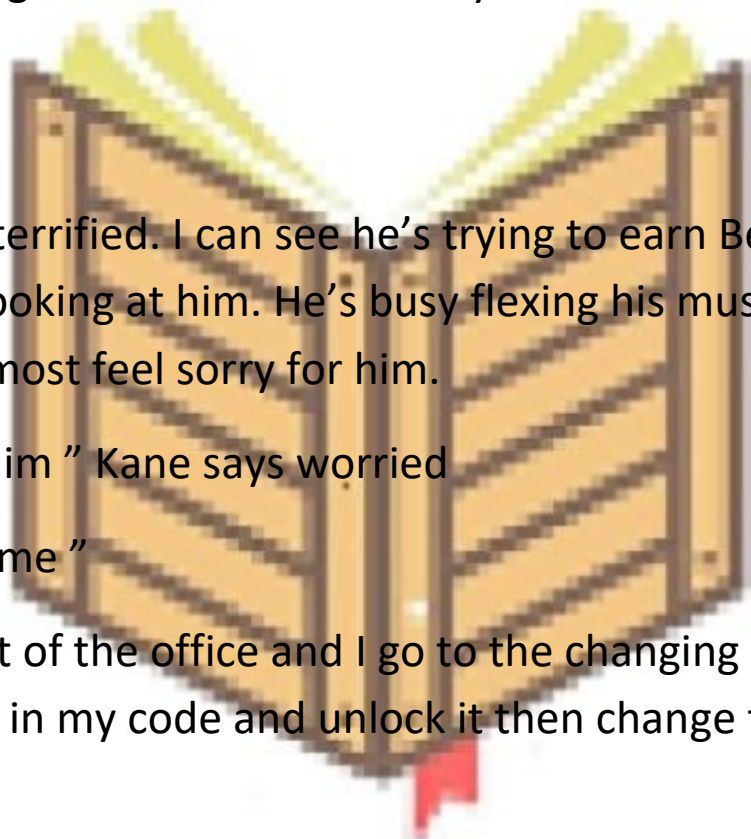 terrified. I can see he’s trying to earn Be
ooking at him. He’s busy flexing his mus
most feel sorry for him.
im ” Kane says worried
me ”
t of the office and I go to the changing
in my code and unlock it then change